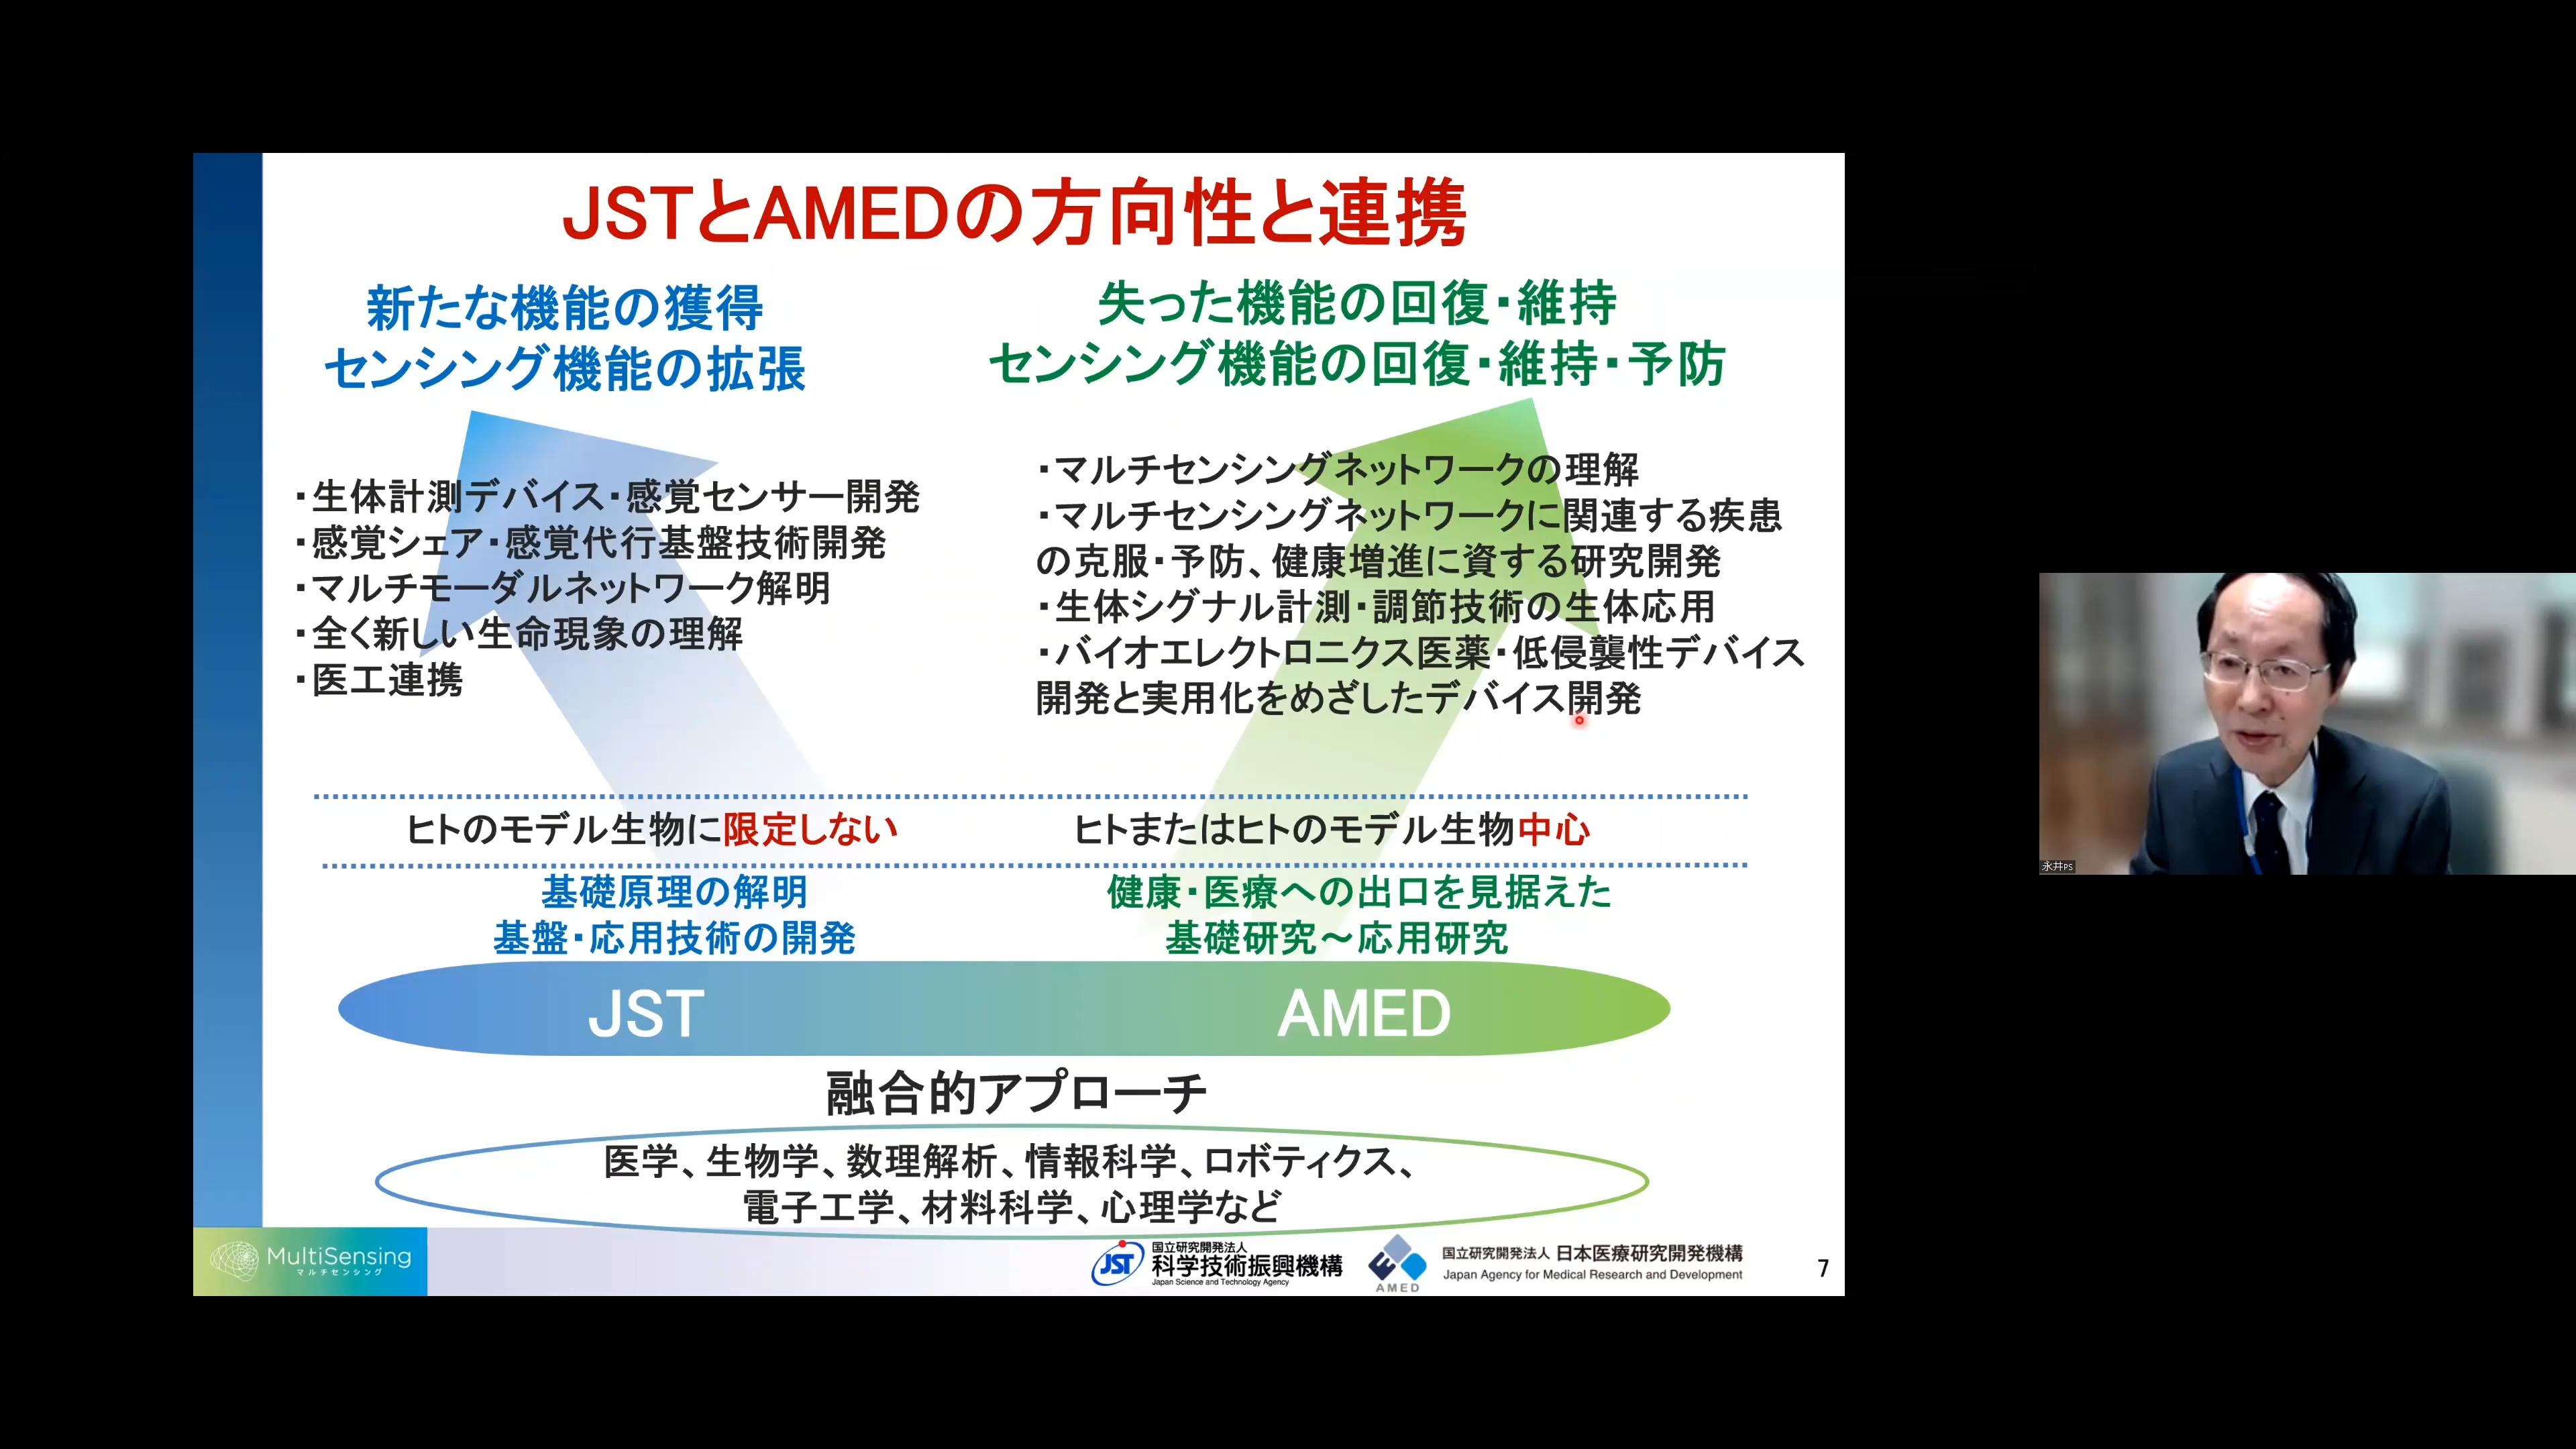 JSTとAMEDの方向性と連携
新たな機能の獲得
センシング機能の拡張
・生体計測デバイス・感覚センサー開発
・感覚シェア・感覚代行基盤技術開発
・マルチモーダルネットワーク解明
・全く新しい生命現象の理解
・医工連携
失った機能の回復・維持
センシング機能の回復・維持・予防
・マルチセンシングネットワークの理解
・マルチセンシングネットワークに関連する疾患
の克服・予防、健康増進に資する研究開発
・生体シグナル計測・調節技術の生体応用
・バイオエレクトロニクス医薬・低侵襲性デバイス
開発と実用化をめざしたデバイス開発
ヒトのモデル生物に限定しない
ヒトまたはヒトのモデル生物中心
基礎原理の解明
基盤・応用技術の開発
健康・医療への出口を見据えた
基礎研究～応用研究
JST
AMED
融合的アプローチ
医学、生物学、数理解析、情報科学、ロボティクス、
電子工学、材料科学、心理学など
MultiSensing
マルチセンシング
JST
国立研究開発法人
科学技術振興機構
Japan Science and Technology Agency
AMED
国立研究開発法人 日本医療研究開発機構
Japan Agency for Medical Research and Development
7
永井PS